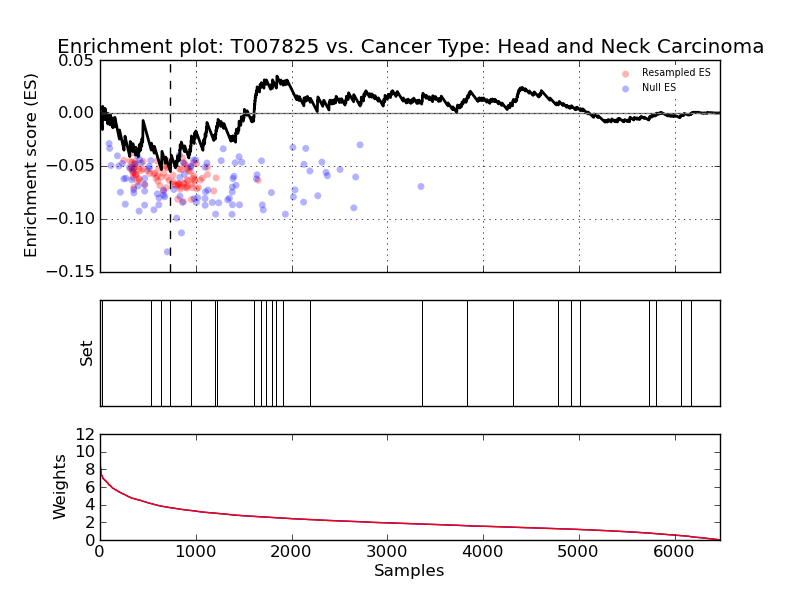 Enrichment plot: T007825 vs. Cancer Type: Head and Neck Carcinoma
Enrichment score (ES)
0.05
0.00
−0.05
−0.10
−0.15
Resampled ES
Null ES
Set
Weights
12
10
8
6
4
2
0
0 1000 2000 3000 4000 5000 6000
Samples